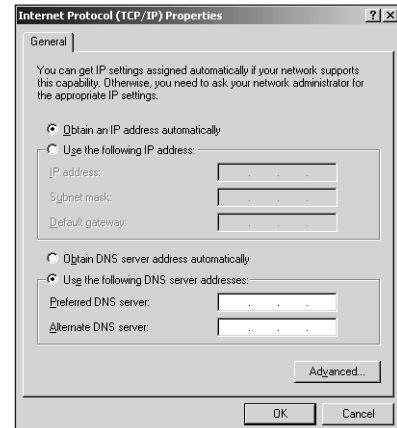 Internet Protocol (TCP/IP) Properties
General
You can get IP settings assigned automatically if your network supports
this capability. Otherwise, you need to ask your network administrator for
the appropriate IP settings.
Obtain an IP address automatically
Use the following IP address:
IP address:
Subnet mask:
Default gateway:
Obtain DNS server address automatically
Use the following DNS server addresses:
Preferred DNS server:
Alternate DNS server:
Advanced...
OK Cancel